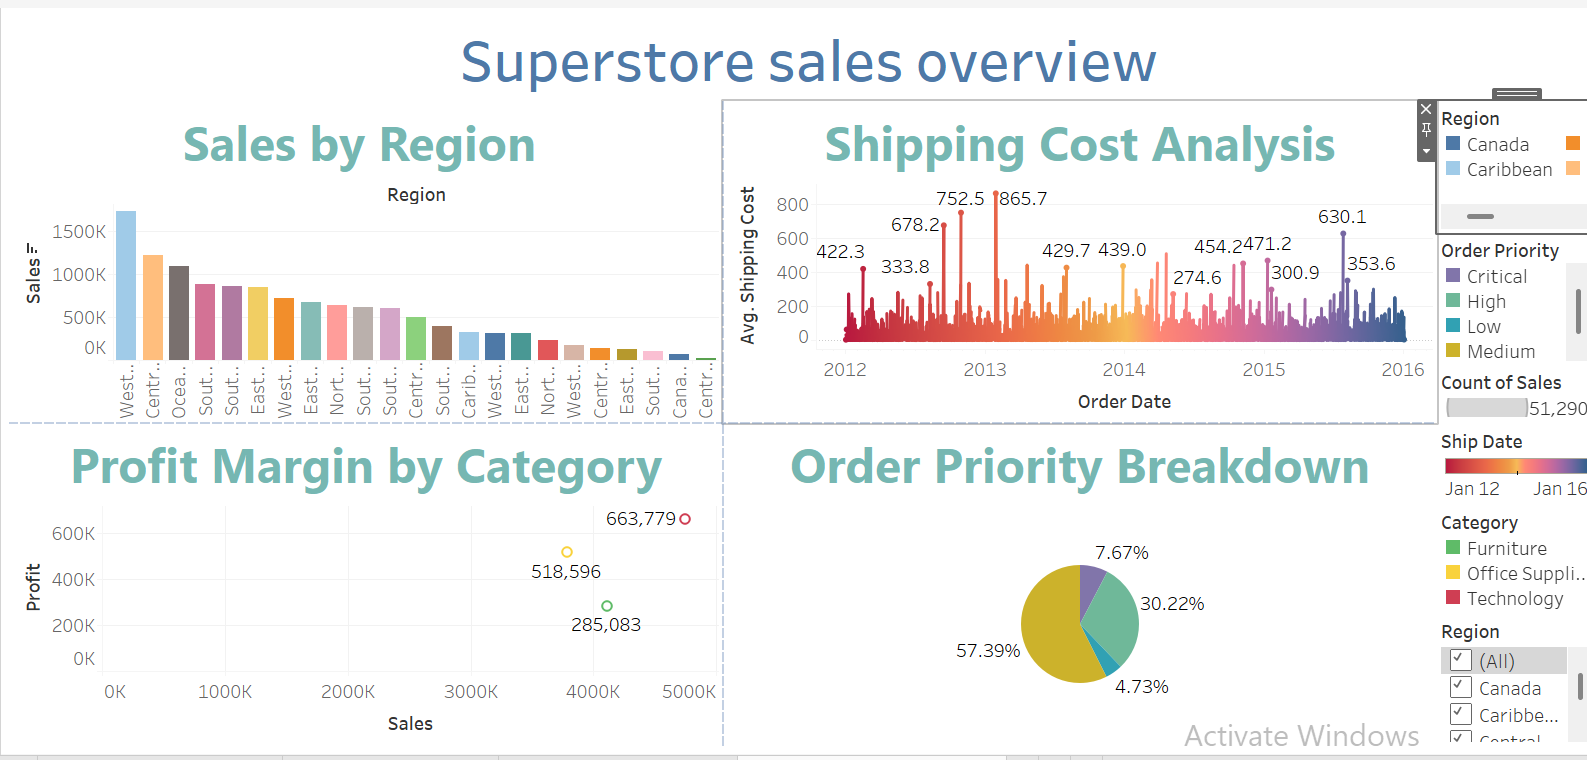 Superstore sales overview
Sales by Region
Region
Sales
1500K
1000K
500K
0K
West..
Centr..
Ocea..
Sout..
Sout..
East..
West..
East..
Nort..
Sout..
Sout..
Centr..
Sout..
Carib..
West..
East..
Nort..
West..
Centr..
East..
Sout..
Cana..
Centr..
Shipping Cost Analysis
Avg. Shipping Cost
800
600
400
200
0
422.3
333.8
678.2
752.5
865.7
429.7
439.0
274.6
454.2
471.2
300.9
630.1
353.6
2012
2013
2014
2015
2016
Order Date
Profit Margin by Category
Profit
600K
400K
200K
0K
663,779
518,596
285,083
0K
1000K
2000K
3000K
4000K
5000K
Sales
Order Priority Breakdown
7.67%
30.22%
4.73%
57.39%
Region
Canada
Caribbean
Order Priority
Critical
High
Low
Medium
Count of Sales
51,290
Ship Date
Jan 12
Jan 16
Category
Furniture
Office Suppli..
Technology
Region
(All)
Canada
Caribbe...
Central
Activate Windows